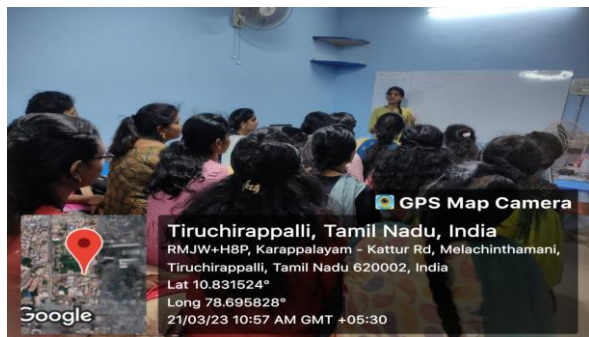 GPS Map Camera
Tiruchirappalli, Tamil Nadu, India
RMJW+H8P, Karappalayam - Kattur Rd, Melachinthamani,
Tiruchirappalli, Tamil Nadu 620002, India
Lat 10.831524°
Long 78.695828°
21/03/23 10:57 AM GMT +05:30
Google